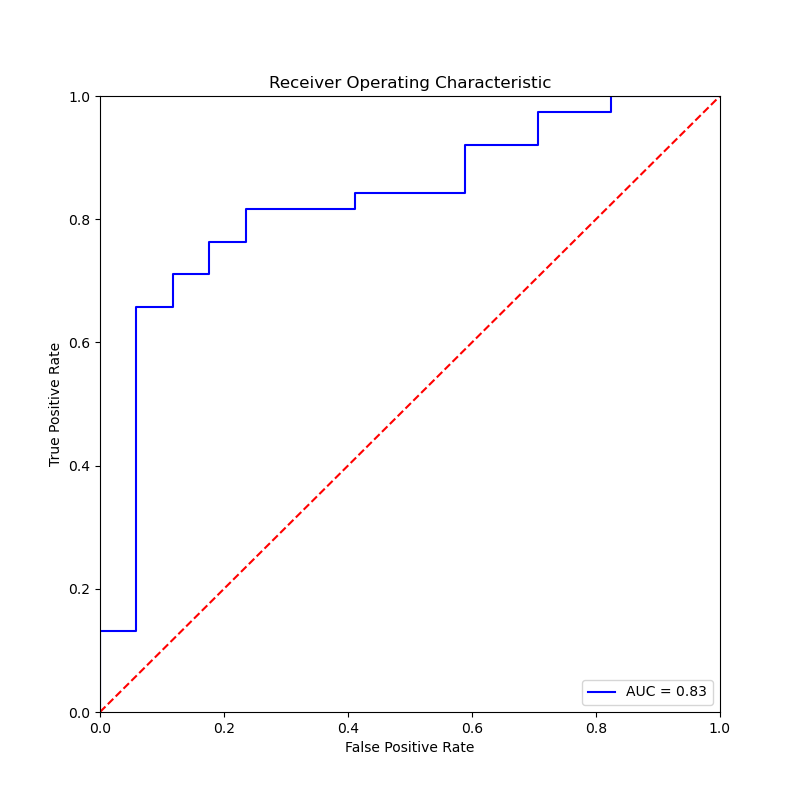 Receiver Operating Characteristic
1.0
0.8
0.6
0.4
0.2
0.0
True Positive Rate
AUC = 0.83
0.0 0.2 0.4 0.6 0.8 1.0
False Positive Rate